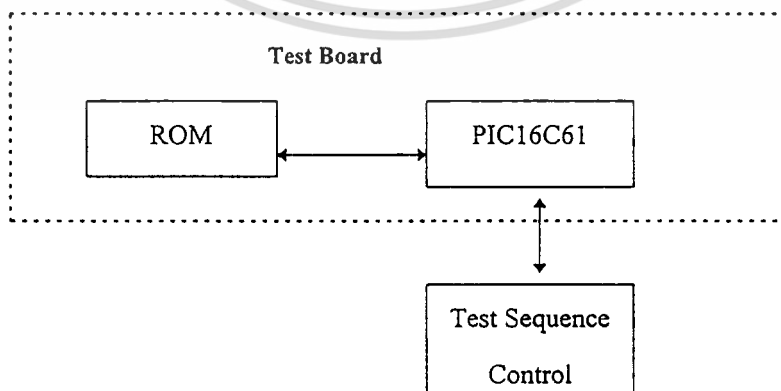 Test Board
ROM
PIC16C61
Test Sequence
Control